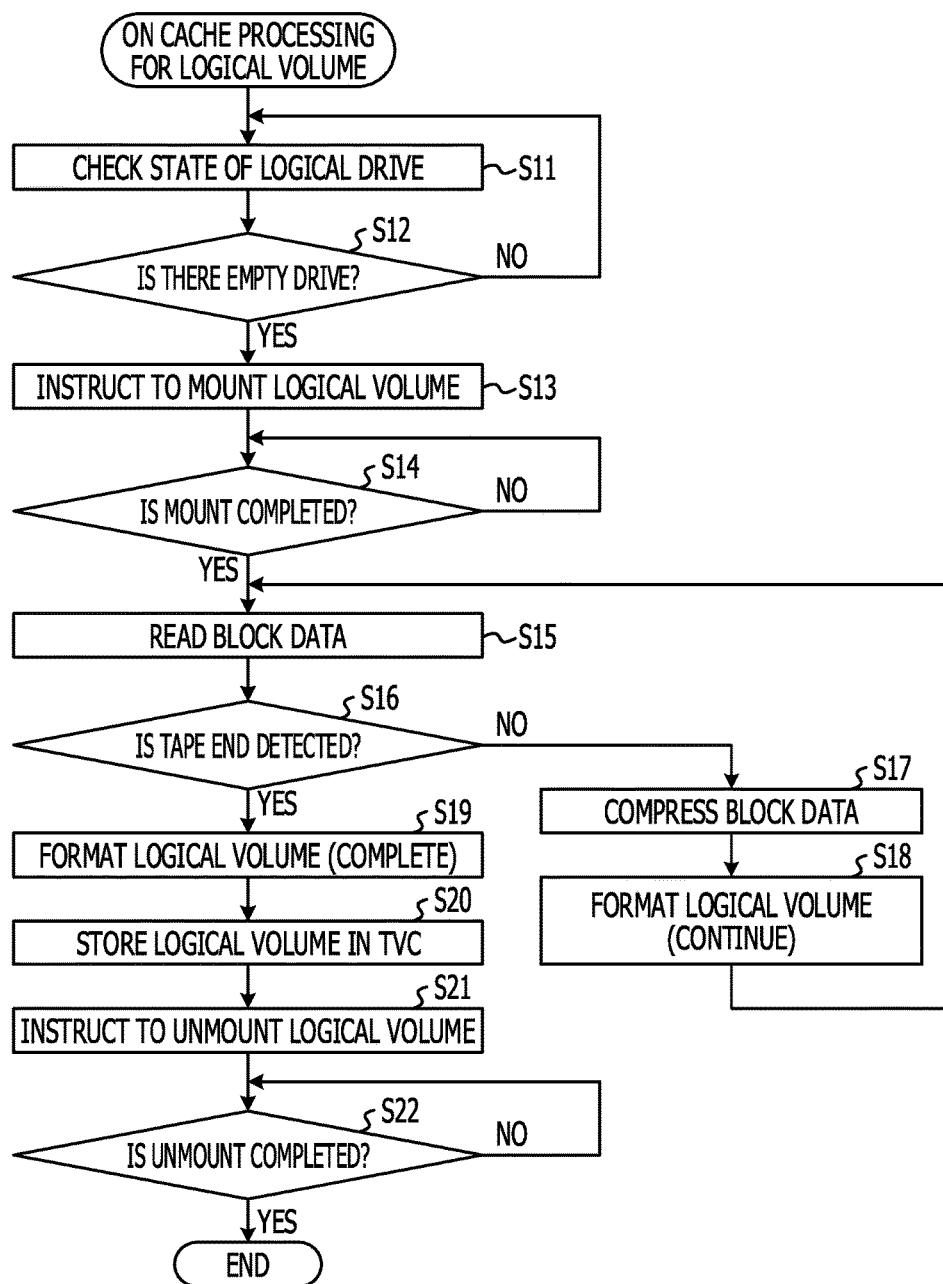 ON CACHE PROCESSING
FOR LOGICAL VOLUME
CHECK STATE OF LOGICAL DRIVE
S11
S12
IS THERE EMPTY DRIVE?
NO
YES
INSTRUCT TO MOUNT LOGICAL VOLUME
S13
S14
IS MOUNT COMPLETED?
NO
YES
READ BLOCK DATA
S15
S16
IS TAPE END DETECTED?
NO
YES
S17
COMPRESS BLOCK DATA
S18
FORMAT LOGICAL VOLUME
(CONTINUE)
S19
FORMAT LOGICAL VOLUME (COMPLETE)
S20
STORE LOGICAL VOLUME IN TVC
S21
INSTRUCT TO UNMOUNT LOGICAL VOLUME
S22
IS UNMOUNT COMPLETED?
NO
YES
END